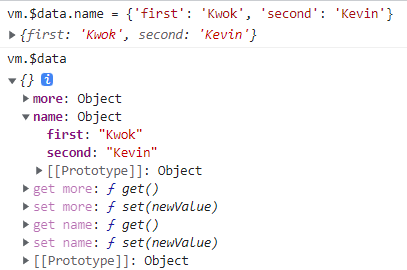 vm.$data.name = {'first': 'Kwok', 'second': 'Kevin'}
▶ {first: 'Kwok', second: 'Kevin'}
vm.$data
▼ {} i
▶ more: Object
▼ name: Object
first: "Kwok"
second: "Kevin"
▶ [[Prototype]]: Object
▶ get more: ƒ get()
▶ set more: ƒ set(newValue)
▶ get name: ƒ get()
▶ set name: ƒ set(newValue)
▶ [[Prototype]]: Object